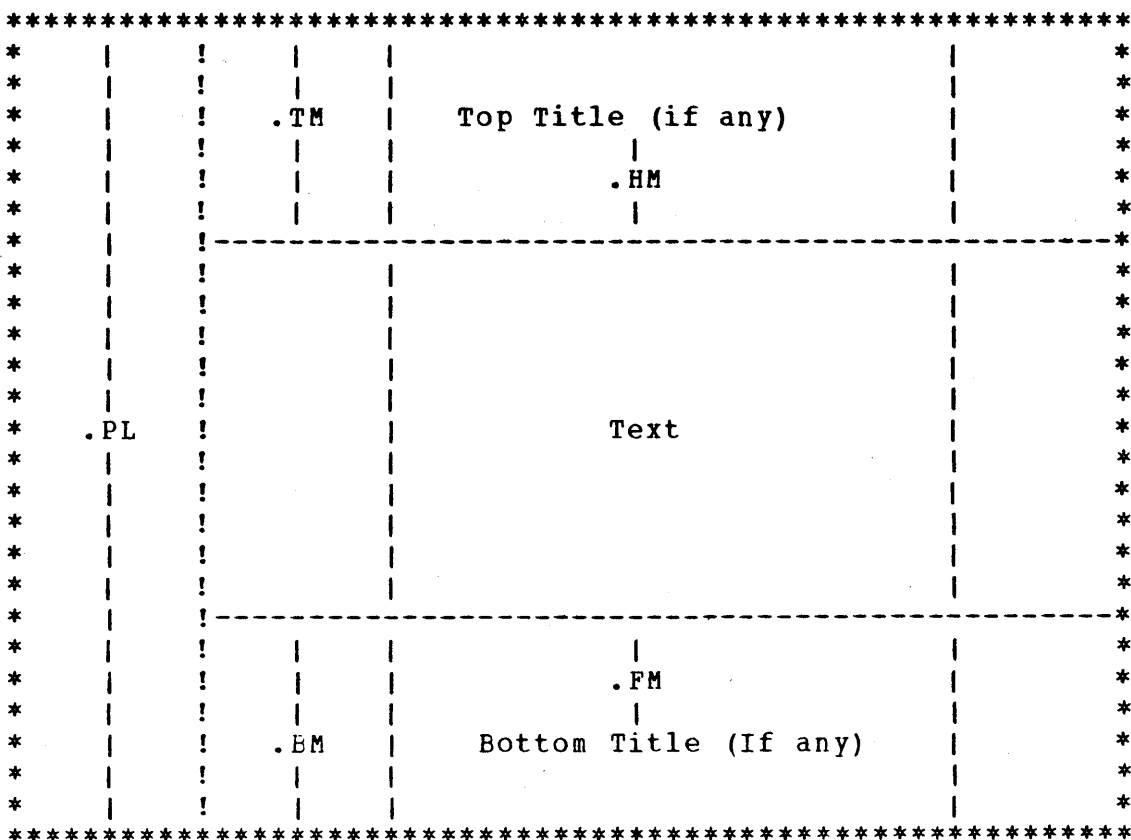 .TM Top Title (if any)
.HM
.PL Text
.FM
.BM Bottom Title (If any)